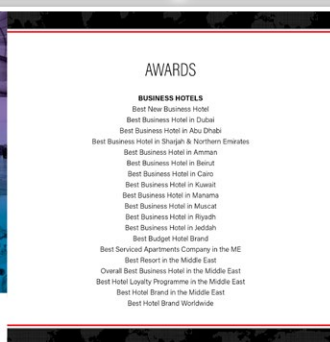 AWARDS
BUSINESS HOTELS
Best New Business Hotel
Best Business Hotel in Dubai
Best Business Hotel in Abu Dhabi
Best Business Hotel in Sharjah & Northern Emirates
Best Business Hotel in Amman
Best Business Hotel in Beirut
Best Business Hotel in Cairo
Best Business Hotel in Kuwait
Best Business Hotel in Manama
Best Business Hotel in Muscat
Best Business Hotel in Riyadh
Best Business Hotel in Jeddah
Best Budget Hotel Brand
Best Serviced Apartments Company in the ME
Best Resort in the Middle East
Overall Best Business Hotel in the Middle East
Best Hotel Loyalty Programme in the Middle East
Best Hotel Brand in the Middle East
Best Hotel Brand Worldwide